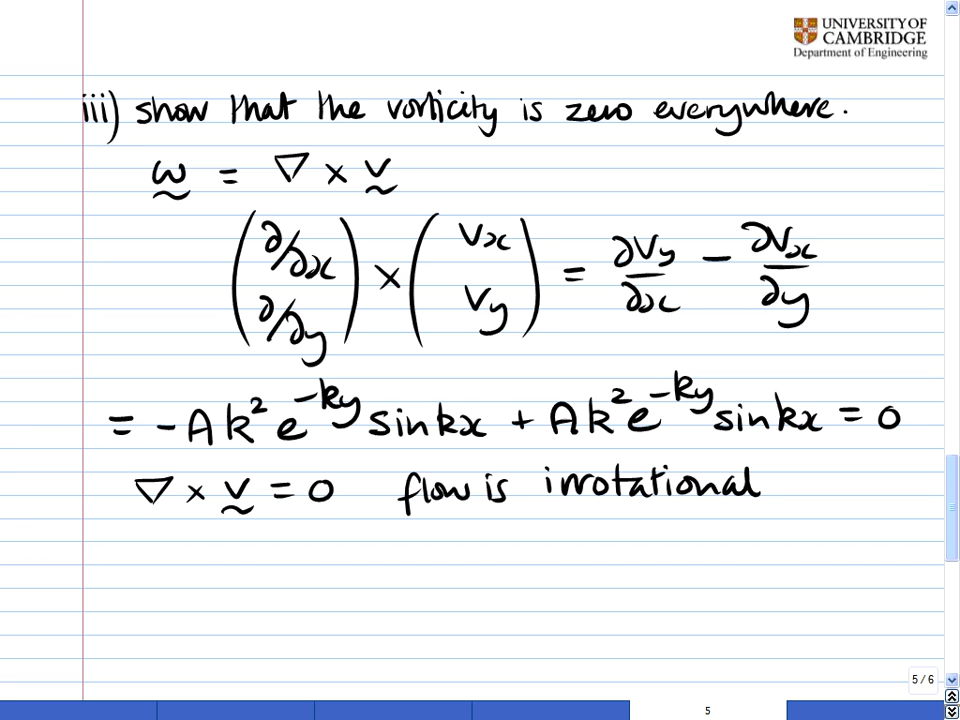 UNIVERSITY OF
CAMBRIDGE
Department of Engineering
iii) show that the vorticity is zero everywhere.
ω = ∇ × v
(∂/∂x ∂/∂y) × (Vx Vy) = ∂Vy/∂x − ∂Vx/∂y
= -Ak²e^-ky sin kx + Ak²e^-ky sin kx = 0
∇ × v = 0 flow is irrotational
5 / 6
5